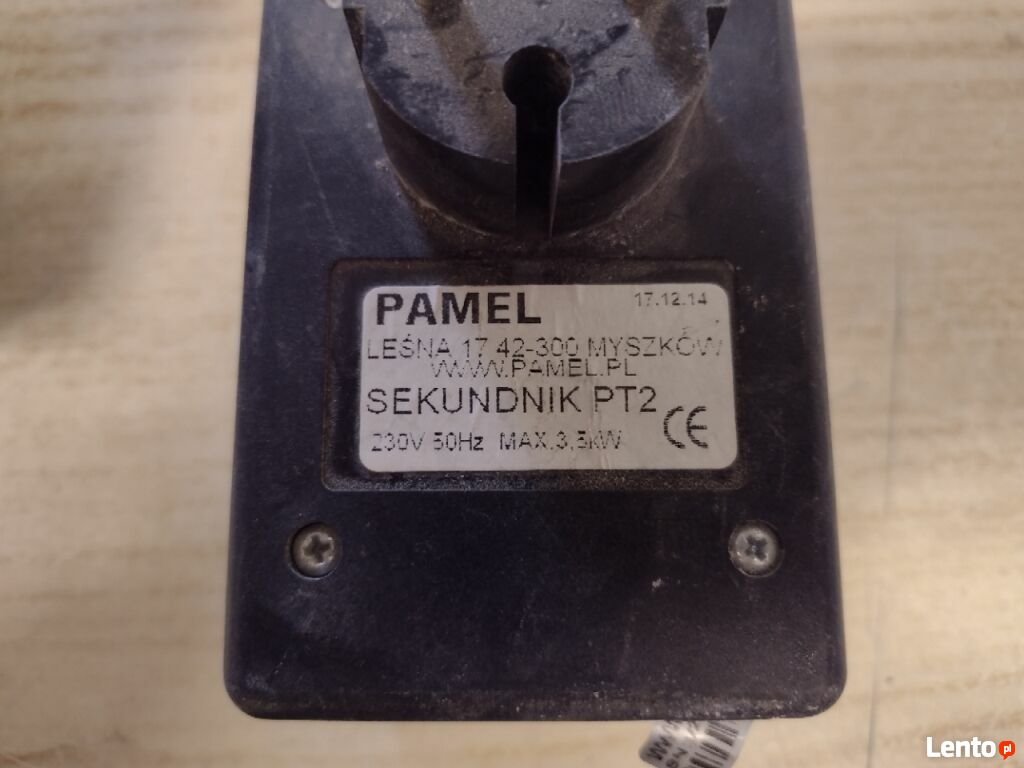 PAMEL 17.12.14
LEŚNA 17 42-300 MYSZKÓW
WWW.PAMEL.PL
SEKUNDNIK PT2
230V 50Hz MAX.3,5kW CE
Lento.pl